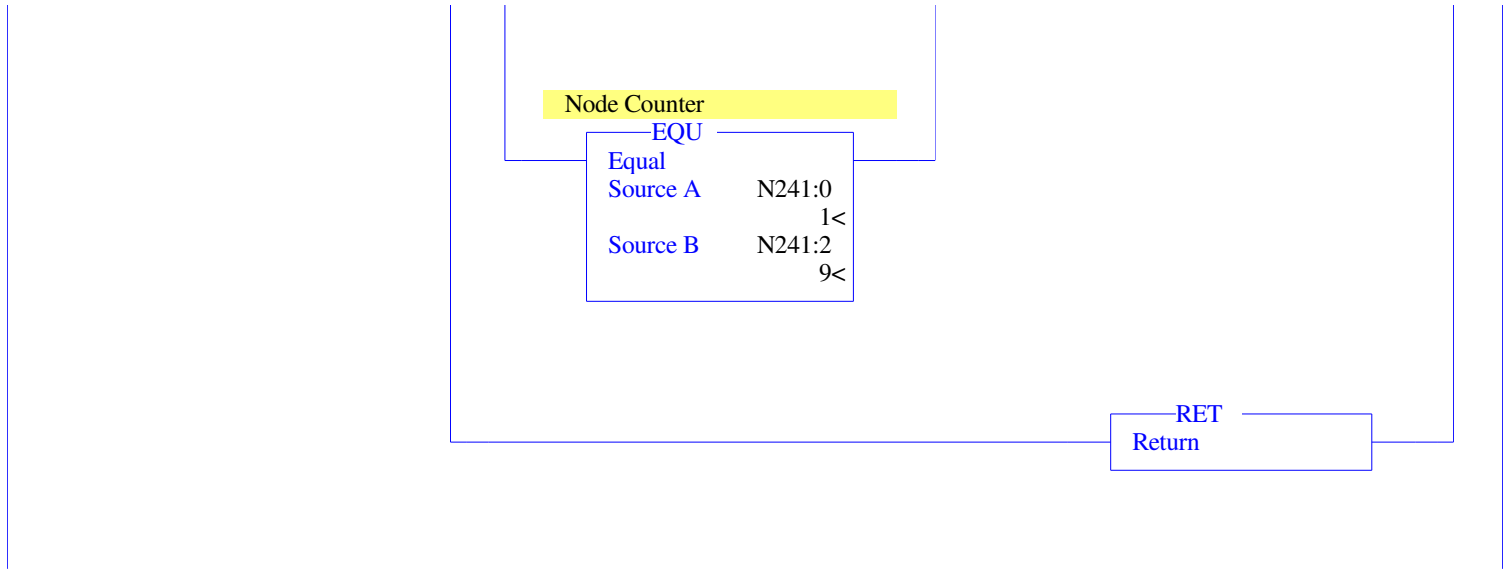 Node Counter
EQU
Equal
Source A N241:0
1<
Source B N241:2
9<
RET
Return